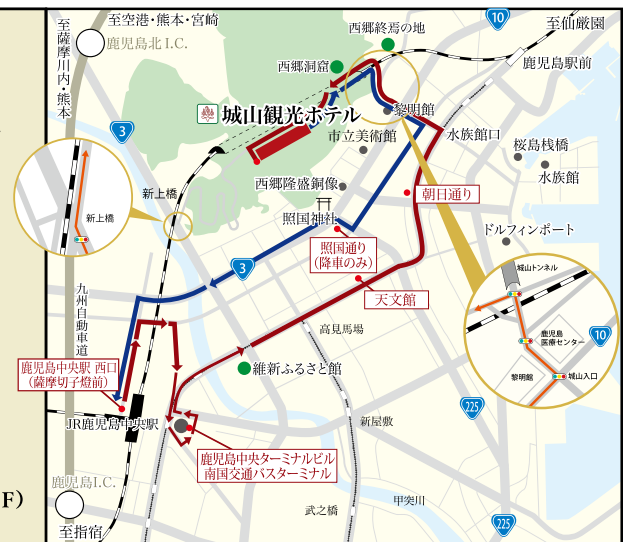 至空港・熊本・宮崎
至薩摩川内・熊本
鹿児島北I.C.
西郷終焉の地
10
至仙厳園
鹿児島駅前
西郷洞窟
城山観光ホテル
黎明館
市立美術館
水族館口
桜島桟橋
水族館
3
新上橋
新上橋
西郷隆盛銅像
照国神社
朝日通り
照国通り
(降車のみ)
ドルフィンポート
3
天文館
城山トンネル
鹿児島
医療センター
10
黎明館
城山入口
九州自動車道
高見馬場
鹿児島中央駅 西口
(薩摩切子燈前)
維新ふるさと館
225
JR鹿児島中央駅
新屋敷
鹿児島中央ターミナルビル
南国交通バスターミナル
鹿児島I.C.
F)
至指宿
武之橋
甲突川
225